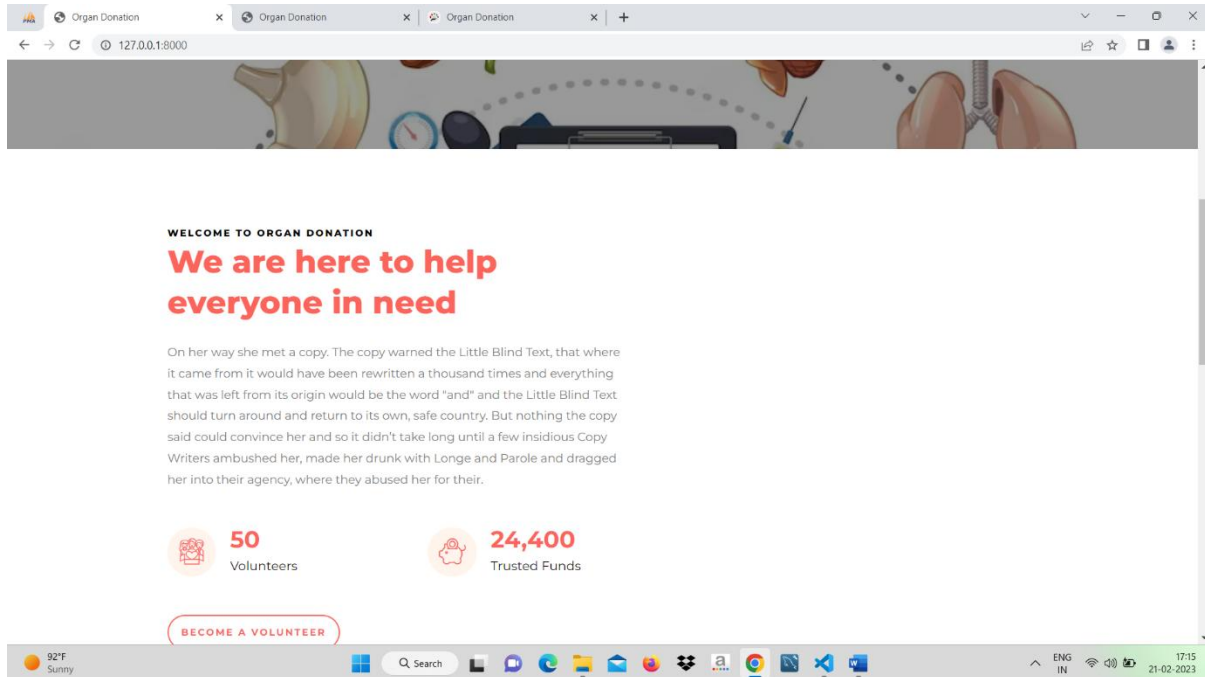 Organ Donation
Organ Donation
Organ Donation
127.0.0.1:8000
WELCOME TO ORGAN DONATION
We are here to help
everyone in need
On her way she met a copy. The copy warned the Little Blind Text, that where
it came from it would have been rewritten a thousand times and everything
that was left from its origin would be the word "and" and the Little Blind Text
should turn around and return to its own, safe country. But nothing the copy
said could convince her and so it didn't take long until a few insidious Copy
Writers ambushed her, made her drunk with Longe and Parole and dragged
her into their agency, where they abused her for their.
50
Volunteers
24,400
Trusted Funds
BECOME A VOLUNTEER
92°F
Sunny
Search
ENG
IN
17:15
21-02-2023